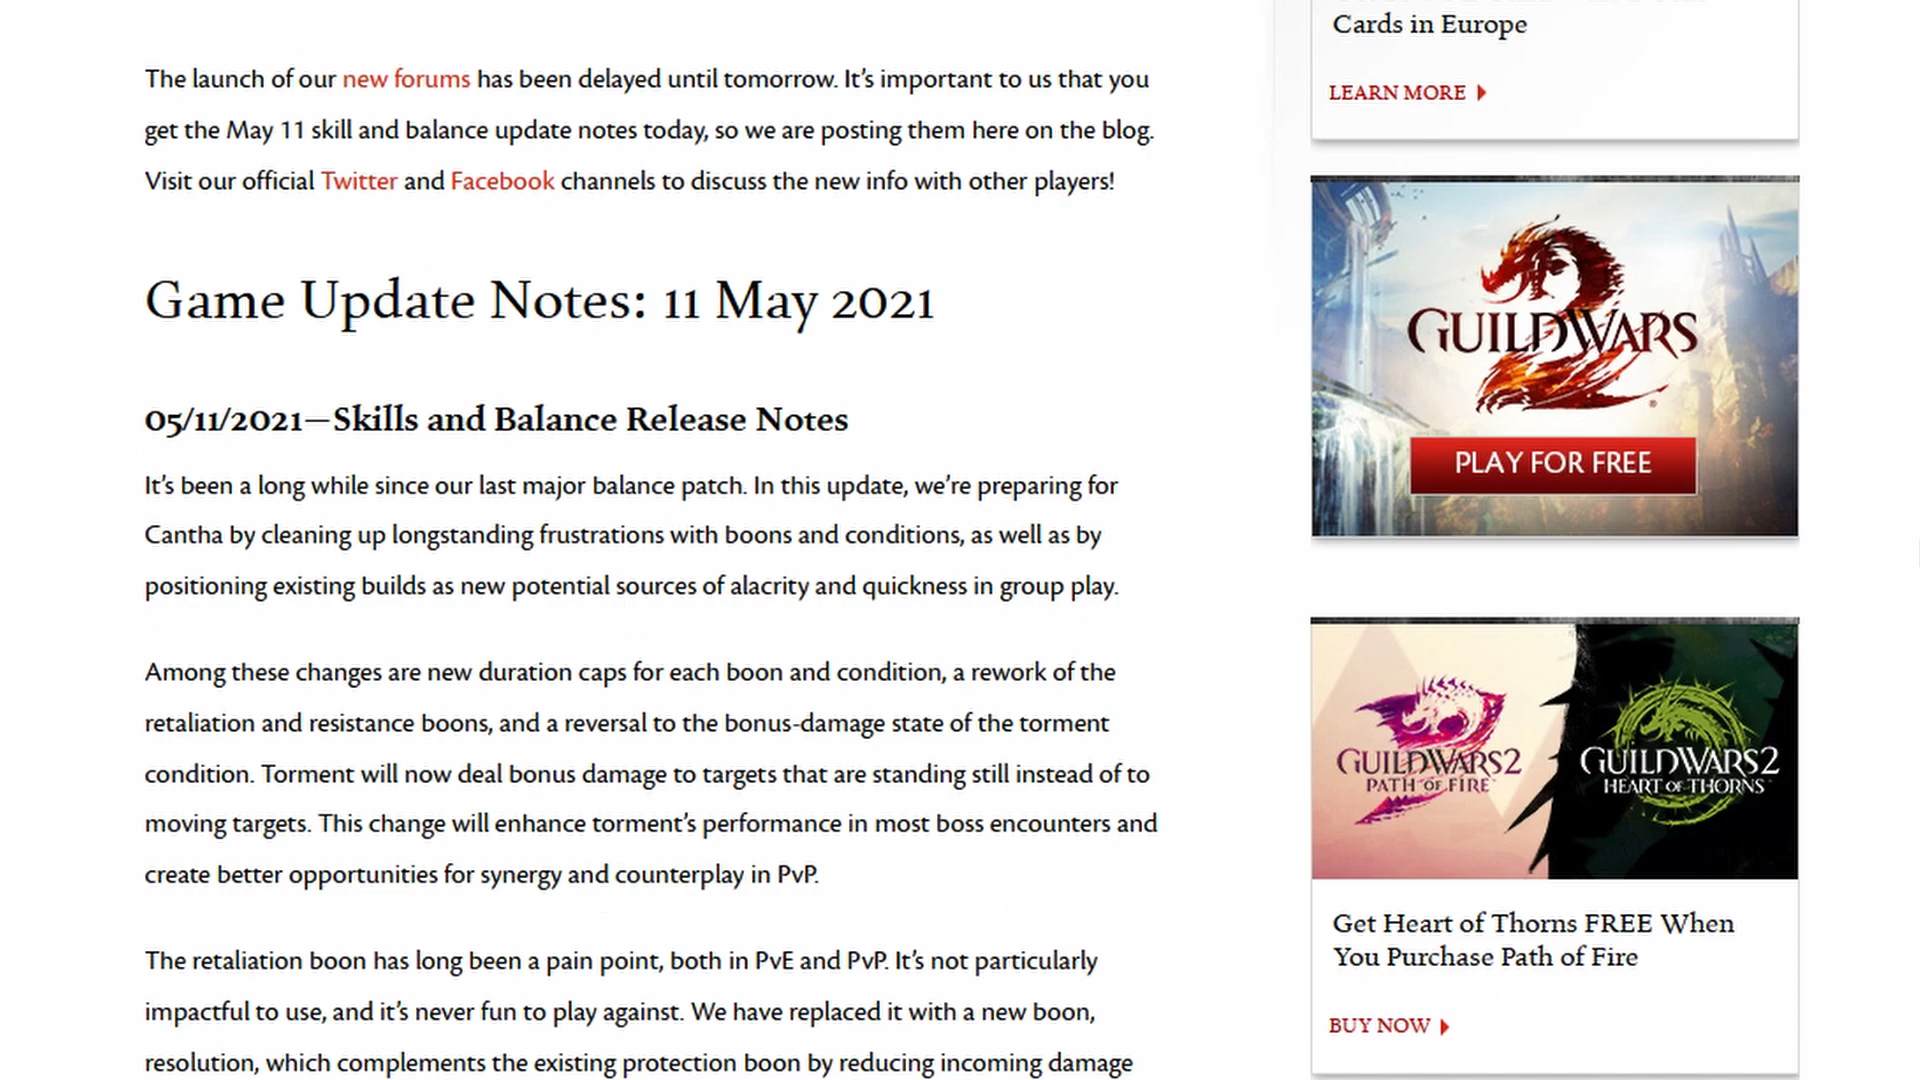 The launch of our new forums has been delayed until tomorrow. It's important to us that you
get the May 11 skill and balance update notes today, so we are posting them here on the blog.
Visit our official Twitter and Facebook channels to discuss the new info with other players!
Game Update Notes: 11 May 2021
05/11/2021—Skills and Balance Release Notes
It's been a long while since our last major balance patch. In this update, we're preparing for
Cantha by cleaning up longstanding frustrations with boons and conditions, as well as by
positioning existing builds as new potential sources of alacrity and quickness in group play.
Among these changes are new duration caps for each boon and condition, a rework of the
retaliation and resistance boons, and a reversal to the bonus-damage state of the torment
condition. Torment will now deal bonus damage to targets that are standing still instead of to
moving targets. This change will enhance torment's performance in most boss encounters and
create better opportunities for synergy and counterplay in PvP.
The retaliation boon has long been a pain point, both in PvE and PvP. It's not particularly
impactful to use, and it's never fun to play against. We have replaced it with a new boon,
resolution, which complements the existing protection boon by reducing incoming damage
Cards in Europe
LEARN MORE
GUILD WARS 2
PLAY FOR FREE
GUILD WARS 2
PATH OF FIRE
GUILD WARS 2
HEART OF THORNS
Get Heart of Thorns FREE When
You Purchase Path of Fire
BUY NOW